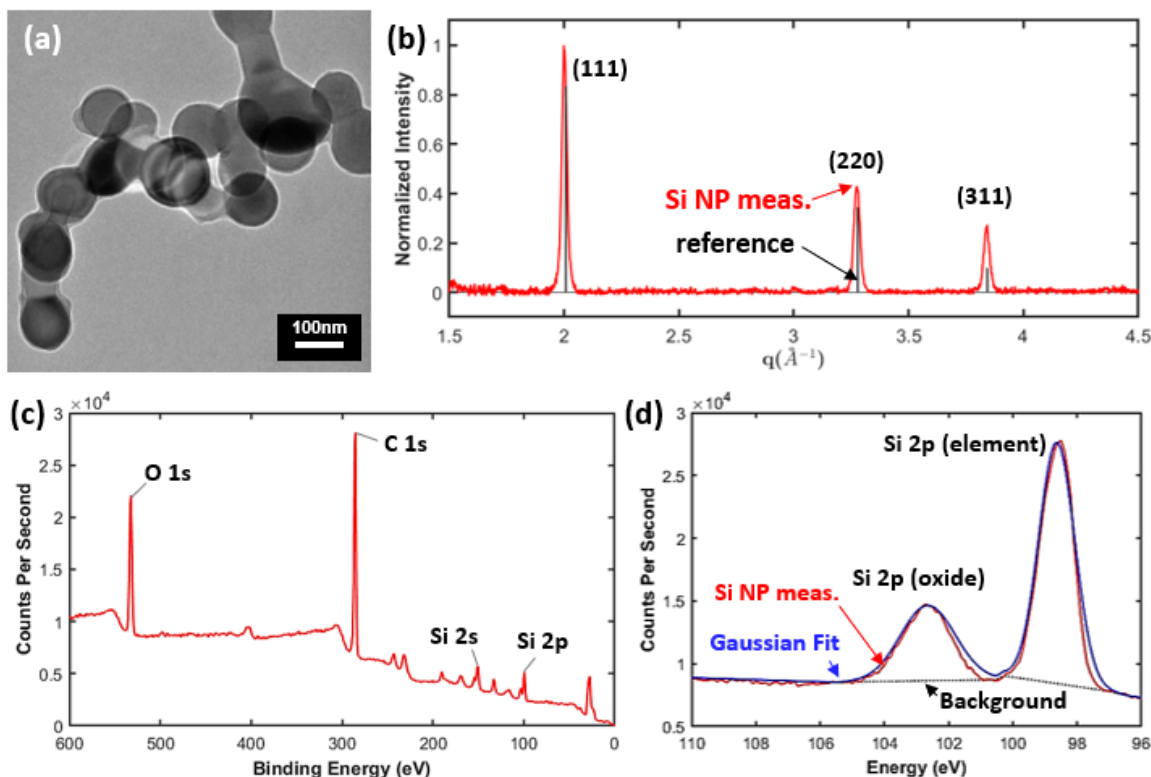 (a)
100nm
(b)
Normalized Intensity
1
0.8
0.6
0.4
0.2
0
(111)
(220)
(311)
Si NP meas.
reference
1.5 2 2.5 3 3.5 4 4.5
q(Å⁻¹)
(c)
×10⁴
Counts Per Second
3
2.5
2
1.5
1
0.5
0
O 1s
C 1s
Si 2s
Si 2p
600 500 400 300 200 100 0
Binding Energy (eV)
(d)
×10⁴
Counts Per Second
3
2.5
2
1.5
1
0.5
Si 2p (element)
Si 2p (oxide)
Si NP meas.
Gaussian Fit
Background
110 108 106 104 102 100 98 96
Energy (eV)